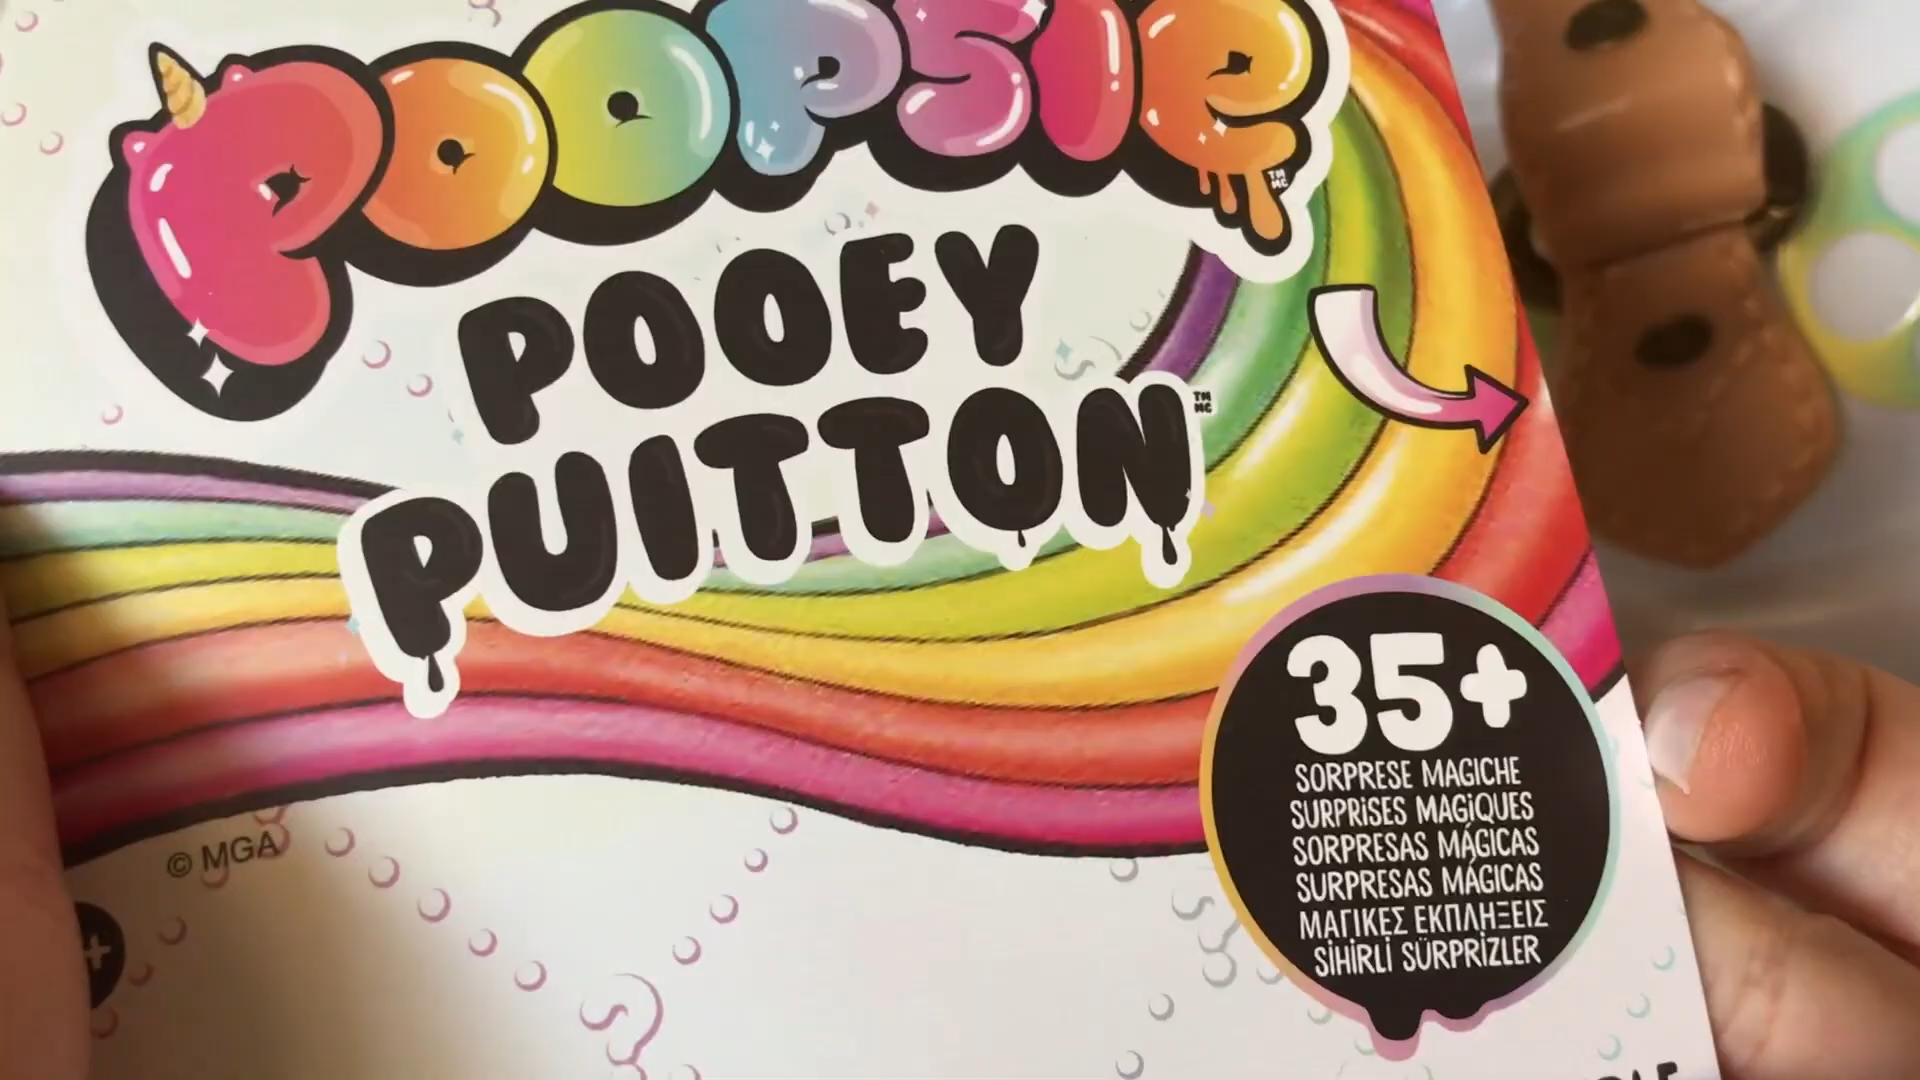 POOPSIE
TM
MC
POOEY
PUITTON
TM
MC
35+
SORPRESE MAGICHE
SURPRiSES MAGiQUES
SORPRESAS MÁGICAS
SURPRESAS MÁGICAS
ΜΑΓΙΚΕΣ ΕΚΠΛΗΞΕΙΣ
SİHİRLİ SÜRPRİZLER
© MGA
+